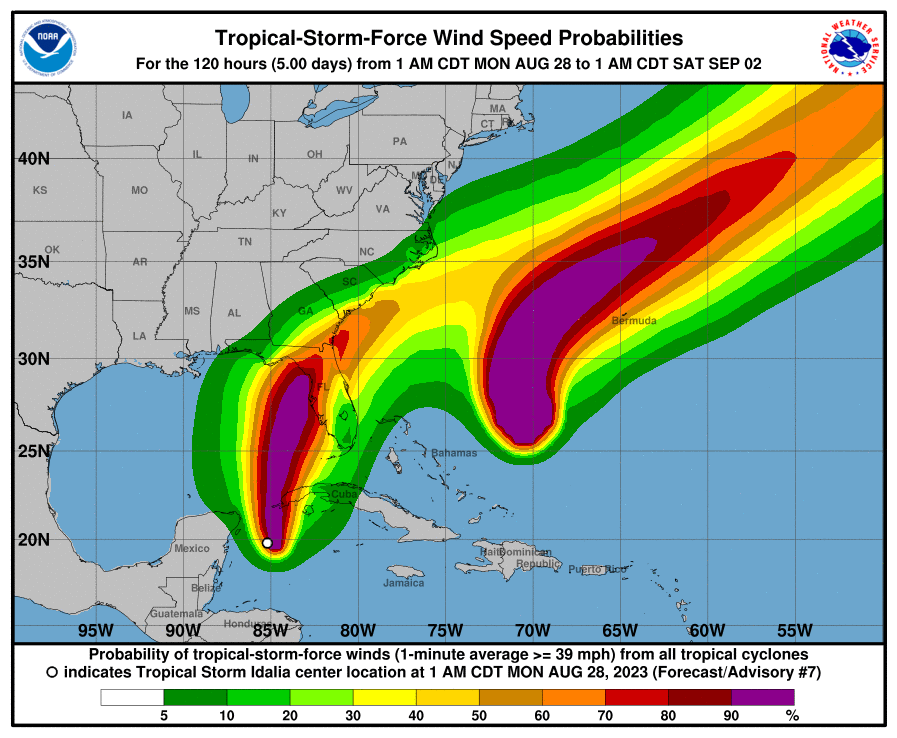 NOAA
NATIONAL WEATHER SERVICE
Tropical-Storm-Force Wind Speed Probabilities
For the 120 hours (5.00 days) from 1 AM CDT MON AUG 28 to 1 AM CDT SAT SEP 02
MA
CT RI
IA
PA
NJ
40N
IL IN OH
MD DE
KS MO WV
VA
KY
TN NC
OK
35N AR
SC
MS AL GA
Bermuda
LA
30N
FL
25N
Bahamas
Cuba
20N
Mexico
Haiti Dominican
Republic Puerto Rico
Belize Jamaica
Guatemala
Honduras
95W 90W 85W 80W 75W 70W 65W 60W 55W
Probability of tropical-storm-force winds (1-minute average >= 39 mph) from all tropical cyclones
indicates Tropical Storm Idalia center location at 1 AM CDT MON AUG 28, 2023 (Forecast/Advisory #7)
5 10 20 30 40 50 60 70 80 90 %